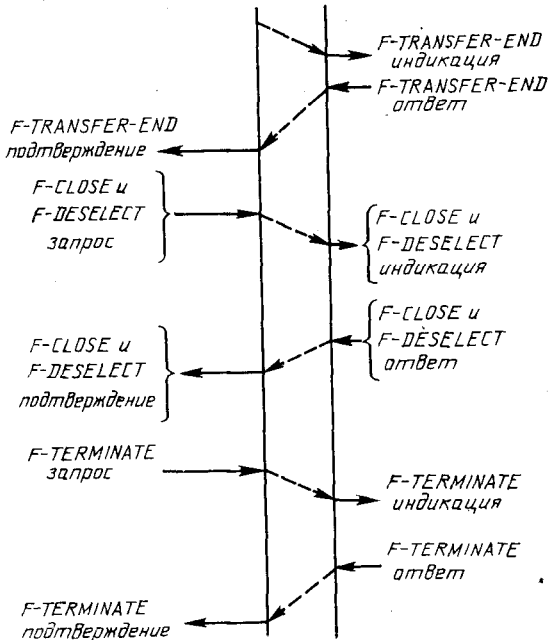 F-TRANSFER-END
индикация
F-TRANSFER-END
ответ
F-TRANSFER-END
подтверждение
F-CLOSE и
F-DESELECT
запрос
F-CLOSE и
F-DESELECT
индикация
F-CLOSE и
F-DESELECT
ответ
F-CLOSE и
F-DESELECT
подтверждение
F-TERMINATE
запрос
F-TERMINATE
индикация
F-TERMINATE
ответ
F-TERMINATE
подтверждение